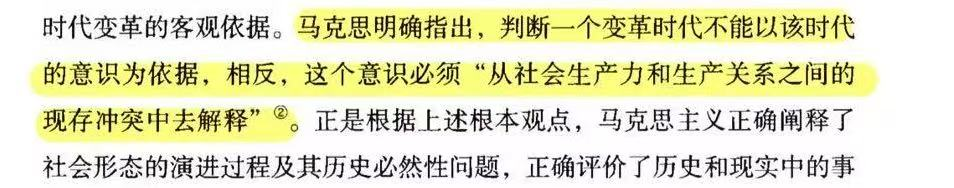 时代变革的客观依据。马克思明确指出，判断一个变革时代不能以该时代
的意识为依据，相反，这个意识必须“从社会生产力和生产关系之间的
现存冲突中去解释”②。正是根据上述根本观点，马克思主义正确阐释了
社会形态的演进过程及其历史必然性问题，正确评价了历史和现实中的事